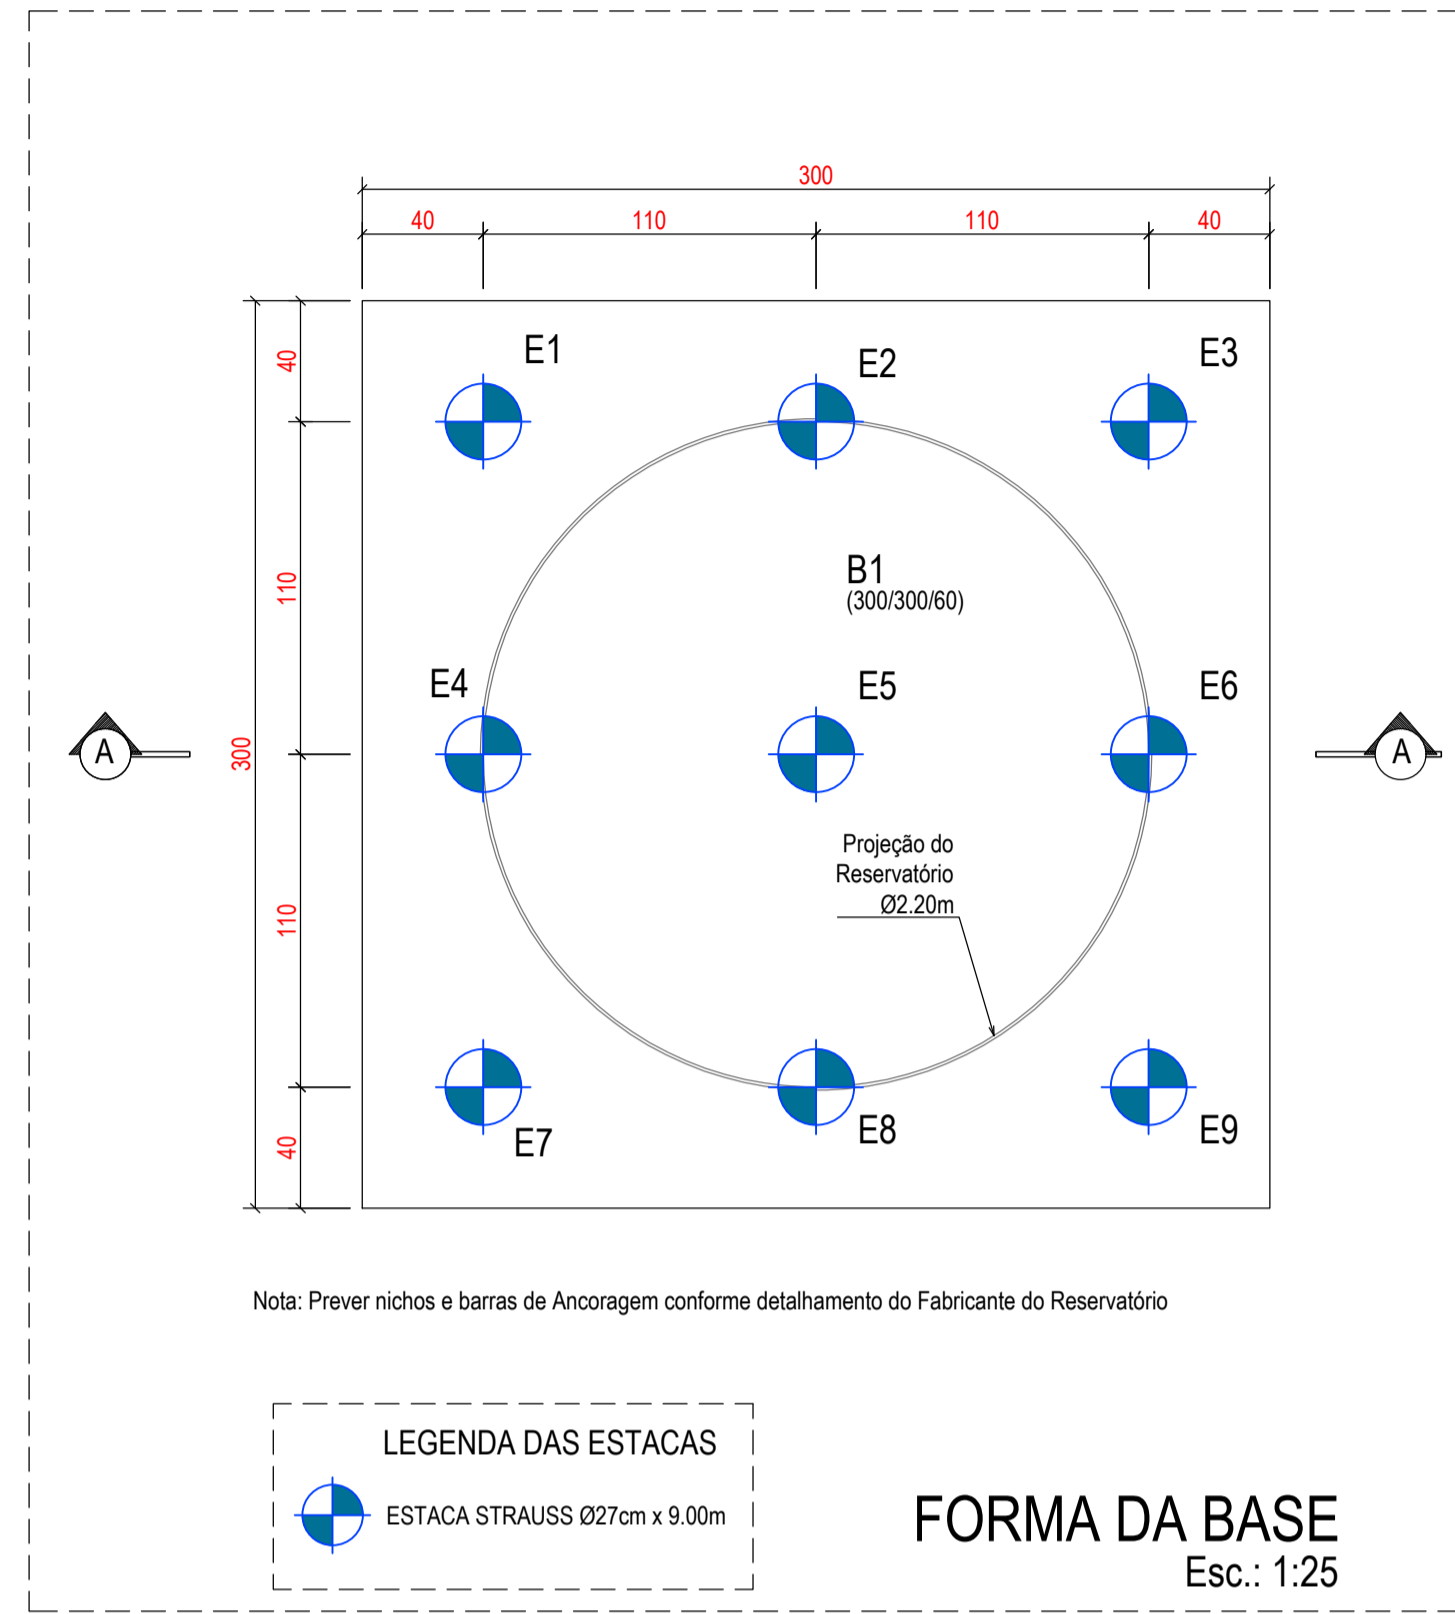 300
40 110 110 40
E1 E2 E3
40
110
B1
(300/300/60)
E4 E5 E6
A A
300
Projeção do
Reservatório
Ø2.20m
110
E7 E8 E9
40
Nota: Prever nichos e barras de Ancoragem conforme detalhamento do Fabricante do Reservatório
LEGENDA DAS ESTACAS
ESTACA STRAUSS Ø27cm x 9.00m
FORMA DA BASE
Esc.: 1:25